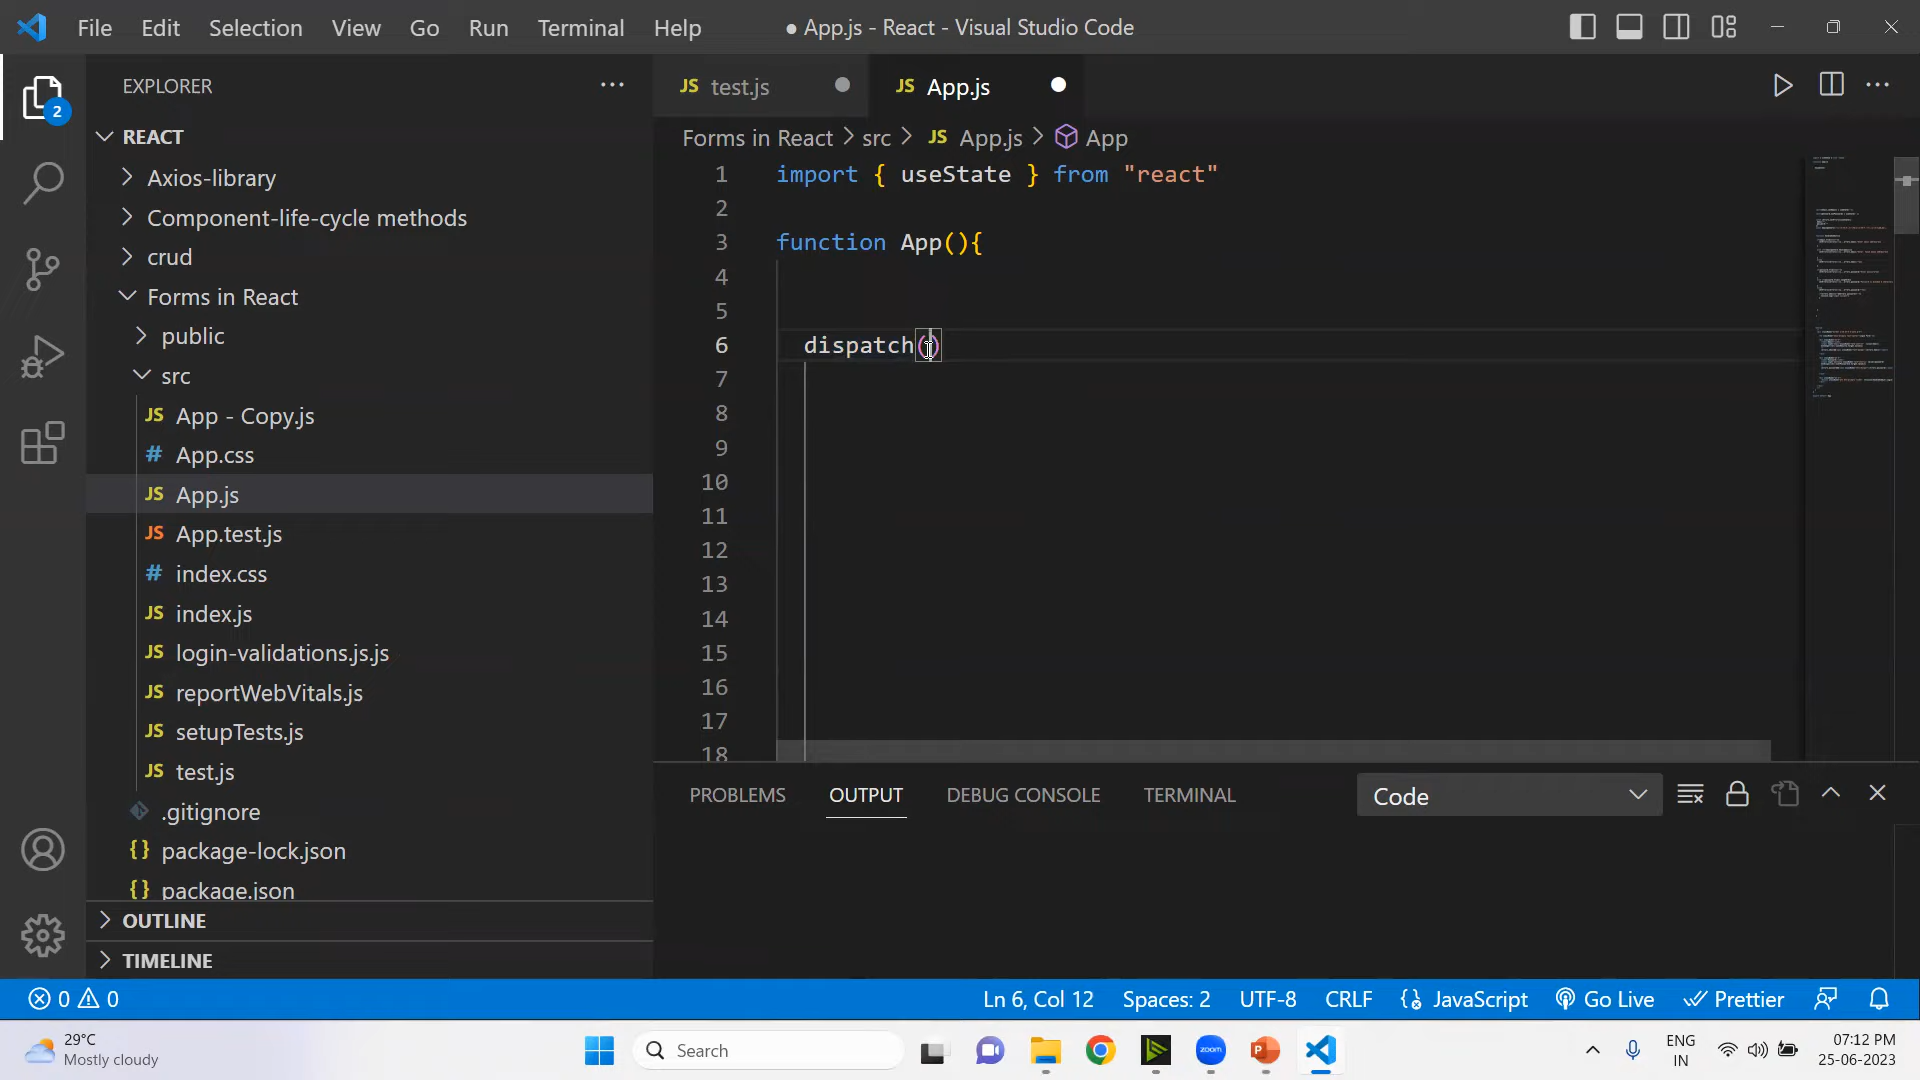 File Edit Selection View Go Run Terminal Help ● App.js - React - Visual Studio Code
EXPLORER ...
2
REACT
Axios-library
Component-life-cycle methods
crud
Forms in React
public
src
JS App - Copy.js
# App.css
JS App.js
JS App.test.js
# index.css
JS index.js
JS login-validations.js.js
JS reportWebVitals.js
JS setupTests.js
JS test.js
.gitignore
{} package-lock.json
{} package.json
OUTLINE
TIMELINE
JS test.js JS App.js
Forms in React > src > JS App.js > App
1 import { useState } from "react"
2
3 function App(){
4
5
6 dispatch()
7
8
9
10
11
12
13
14
15
16
17
18
PROBLEMS OUTPUT DEBUG CONSOLE TERMINAL Code
0 0 Ln 6, Col 12 Spaces: 2 UTF-8 CRLF {} JavaScript Go Live Prettier
29°C
Mostly cloudy
Search
zoom
P
ENG
IN
07:12 PM
25-06-2023